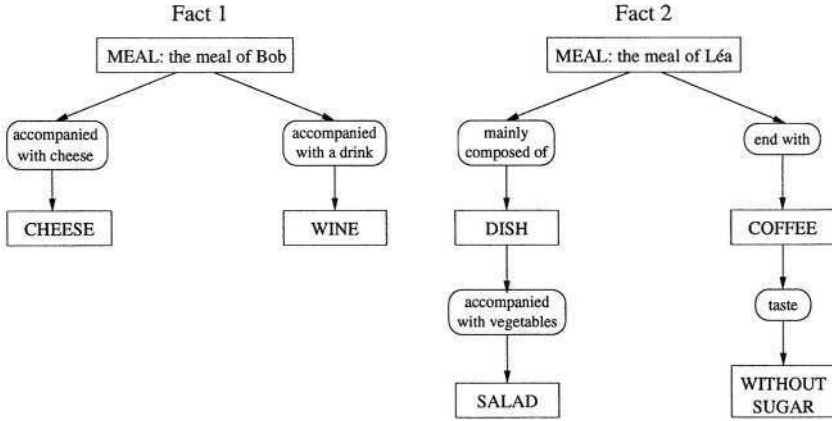 Fact 1
MEAL: the meal of Bob
accompanied
with cheese
accompanied
with a drink
CHEESE
WINE
Fact 2
MEAL: the meal of Léa
mainly
composed of
end with
DISH
COFFEE
accompanied
with vegetables
taste
SALAD
WITHOUT
SUGAR